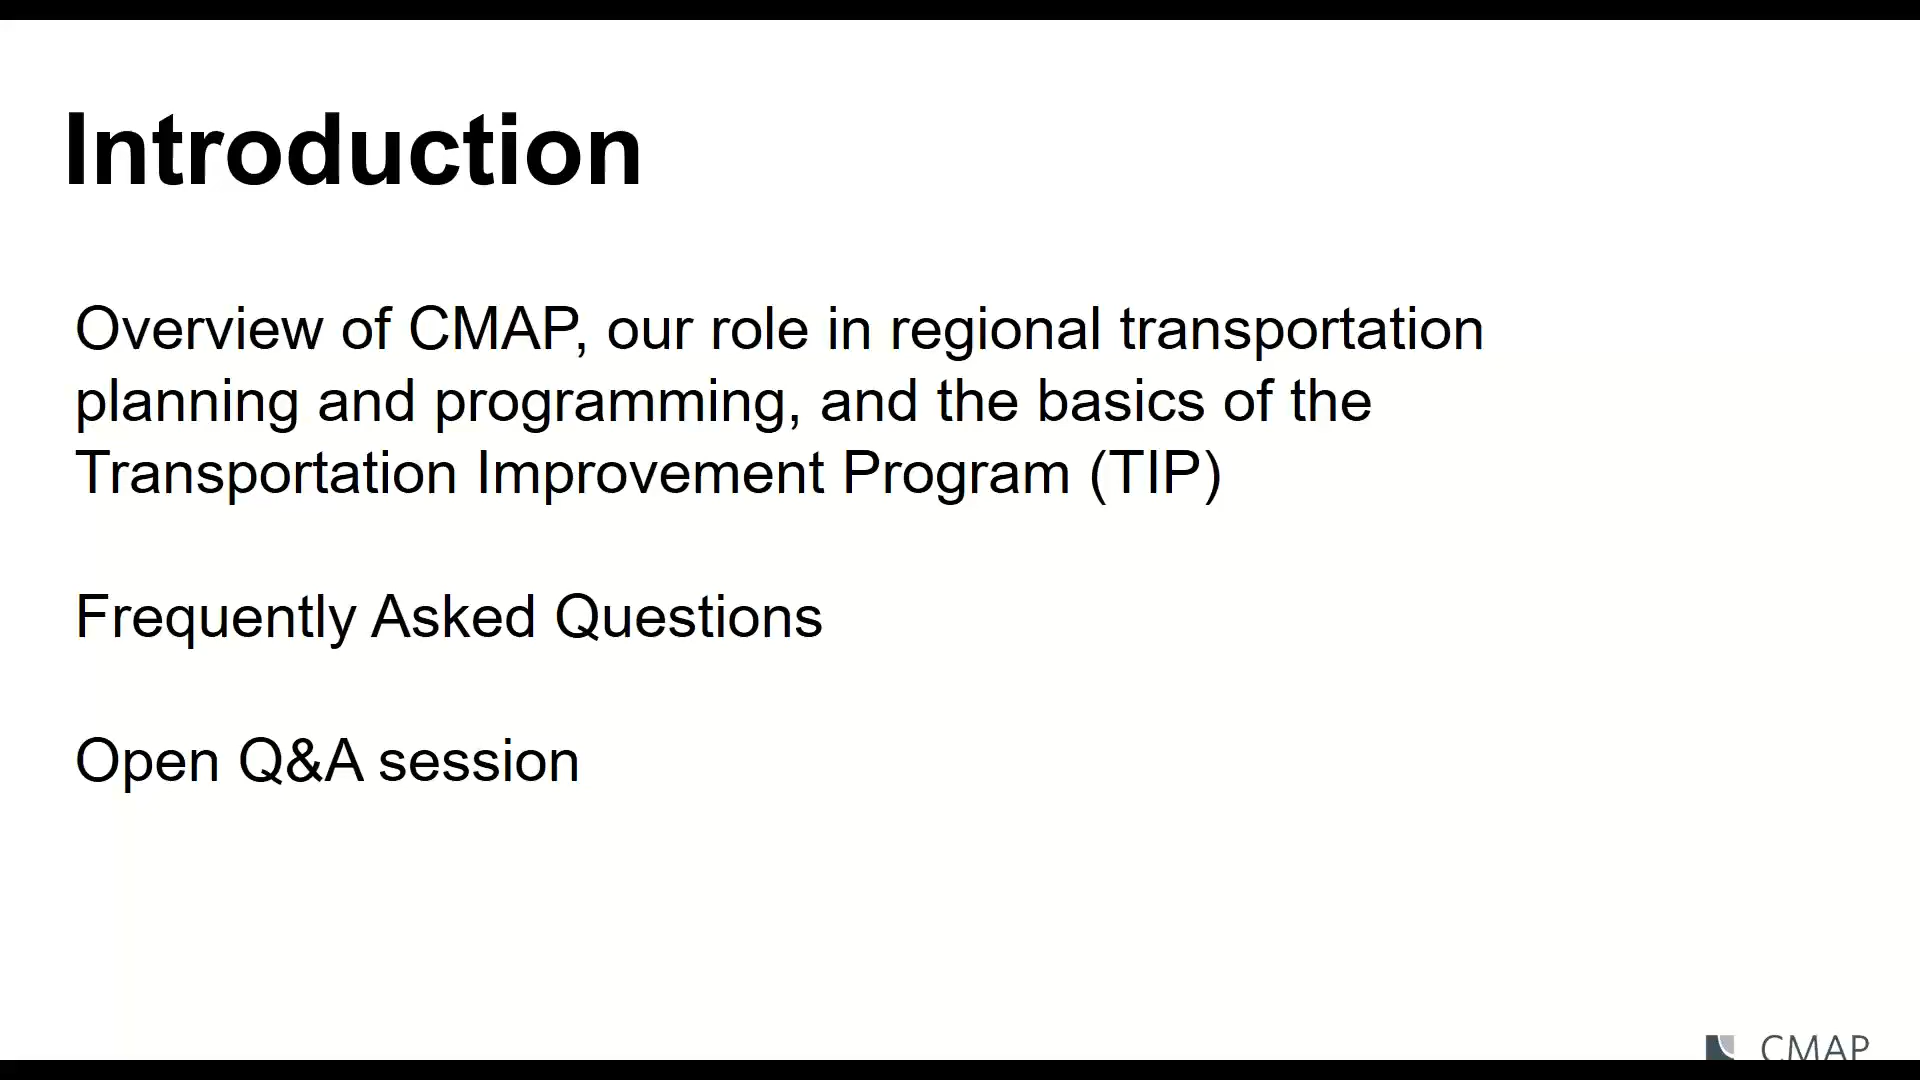 Introduction
Overview of CMAP, our role in regional transportation
planning and programming, and the basics of the
Transportation Improvement Program (TIP)
Frequently Asked Questions
Open Q&A session
CMAP